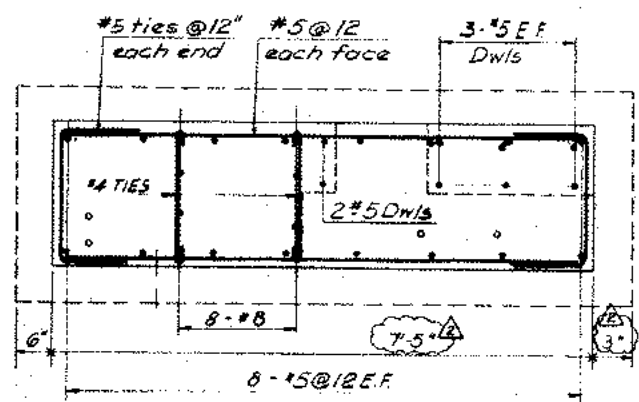 #5 ties @12"
each end
#5@12
each face
3-#5 E.F.
Dwls
#4 TIES
2#5 Dwls
8-#8
6"
7'-5"
2
2
3"
8-#5@12 E.F.